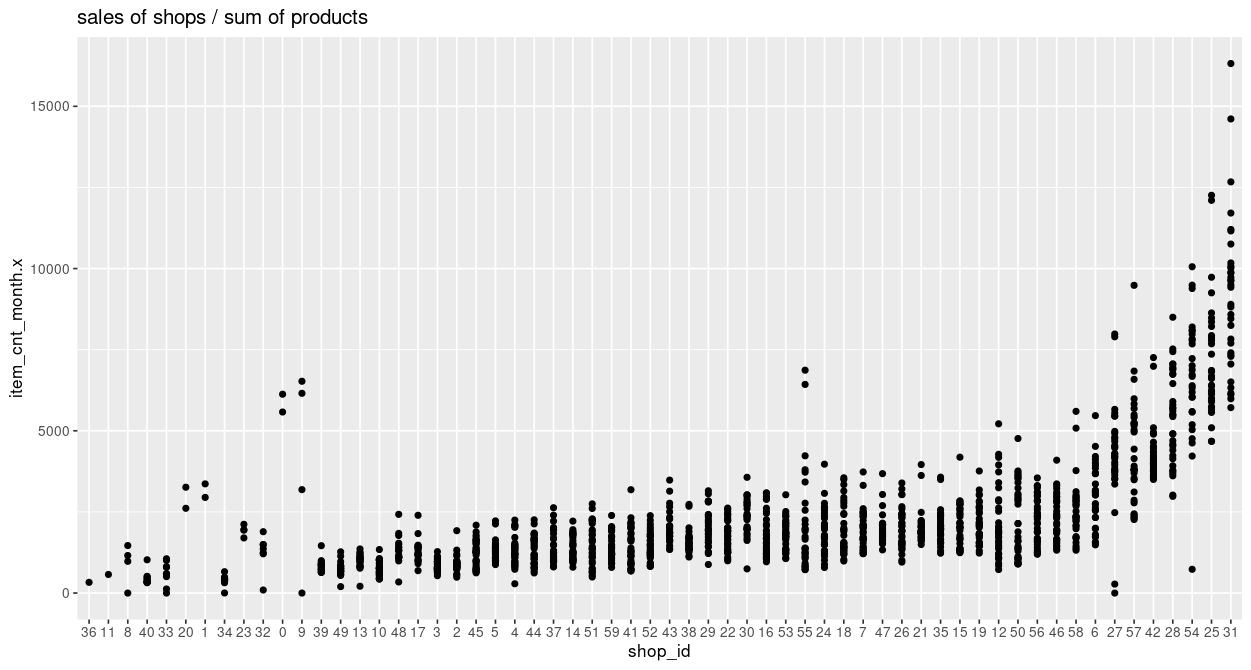 sales of shops / sum of products
item_cnt_month.x
15000
10000
5000
0
36 11 8 40 33 20 1 34 23 32 0 9 39 49 13 10 48 17 3 2 45 5 4 44 37 14 51 59 41 52 43 38 29 22 30 16 53 55 24 18 7 47 26 21 35 15 19 12 50 56 46 58 6 27 57 42 28 54 25 31
shop_id